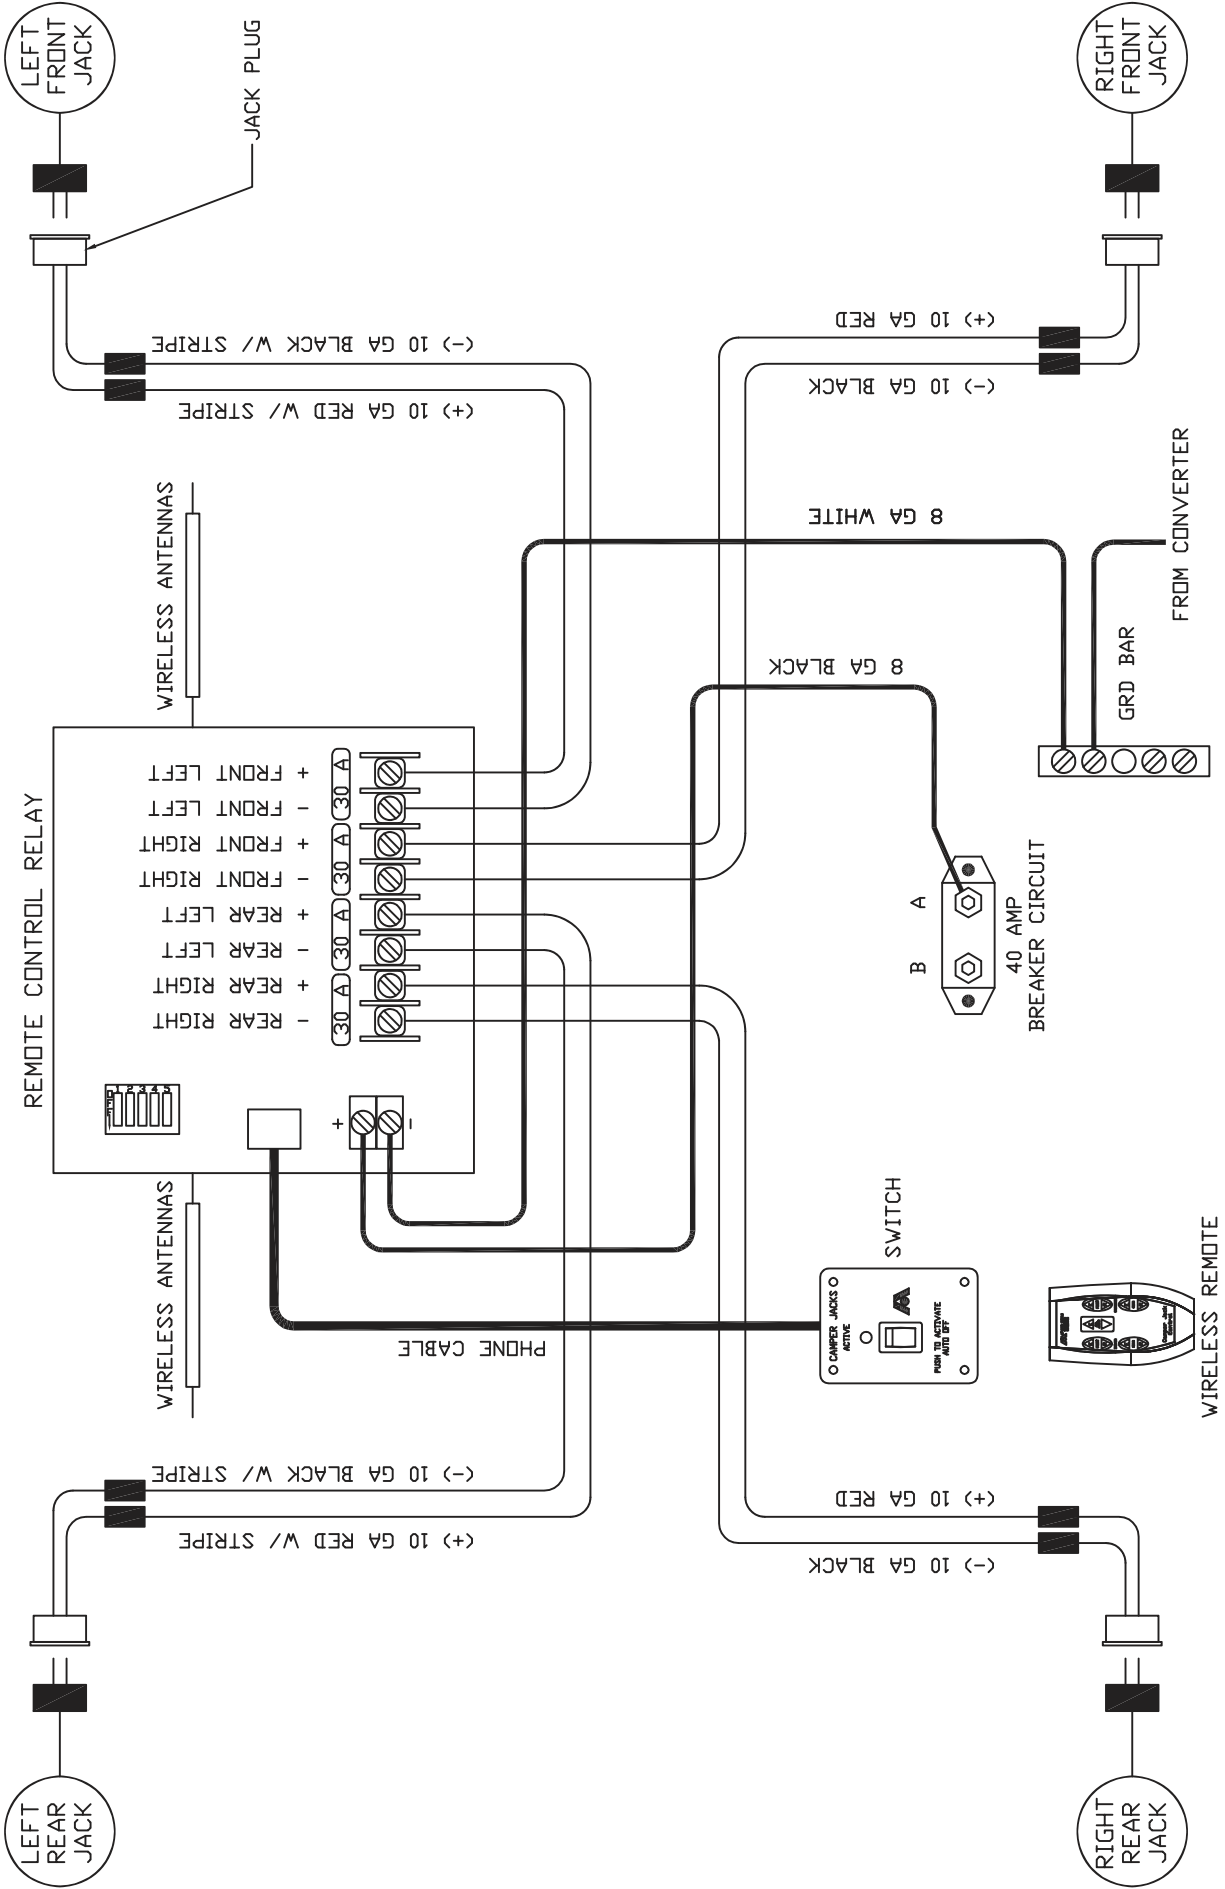 LEFT
FRONT
JACK
JACK PLUG
RIGHT
FRONT
JACK
(-) 10 GA BLACK W/ STRIPE
(+) 10 GA RED W/ STRIPE
(+) 10 GA RED
(-) 10 GA BLACK
WIRELESS ANTENNAS
8 GA WHITE
FROM CONVERTER
8 GA BLACK
GRD BAR
REMOTE CONTROL RELAY
+ FRONT LEFT
- FRONT LEFT
+ FRONT RIGHT
- FRONT RIGHT
+ REAR LEFT
- REAR LEFT
+ REAR RIGHT
- REAR RIGHT
30 A
30 A
30 A
30 A
A
B
40 AMP
BREAKER CIRCUIT
OFF
1 2 3 4 5
+
-
WIRELESS ANTENNAS
PHONE CABLE
SWITCH
CAMPER JACKS
ACTIVE
PUSH TO ACTIVATE
AUTO OFF
WIRELESS REMOTE
Camper Jack
Control
(-) 10 GA BLACK W/ STRIPE
(+) 10 GA RED W/ STRIPE
(+) 10 GA RED
(-) 10 GA BLACK
LEFT
REAR
JACK
RIGHT
REAR
JACK